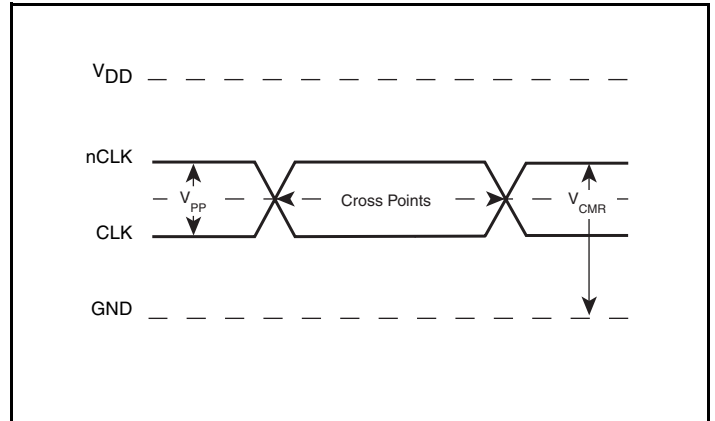 VDD
nCLK
VPP
Cross Points
VCMR
CLK
GND